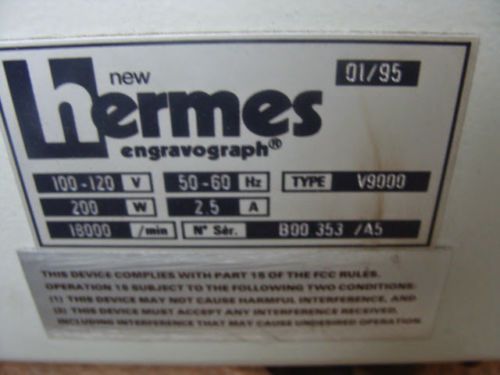 new
01/95
hermes
engravograph®
100-120 V 50-60 Hz TYPE V9000
200 W 2.5 A
18000 /min N° Sér. B00 353 /A5
THIS DEVICE COMPLIES WITH PART 15 OF THE FCC RULES.
OPERATION IS SUBJECT TO THE FOLLOWING TWO CONDITIONS:
(1) THIS DEVICE MAY NOT CAUSE HARMFUL INTERFERENCE, AND
(2) THIS DEVICE MUST ACCEPT ANY INTERFERENCE RECEIVED,
INCLUDING INTERFERENCE THAT MAY CAUSE UNDESIRED OPERATION.